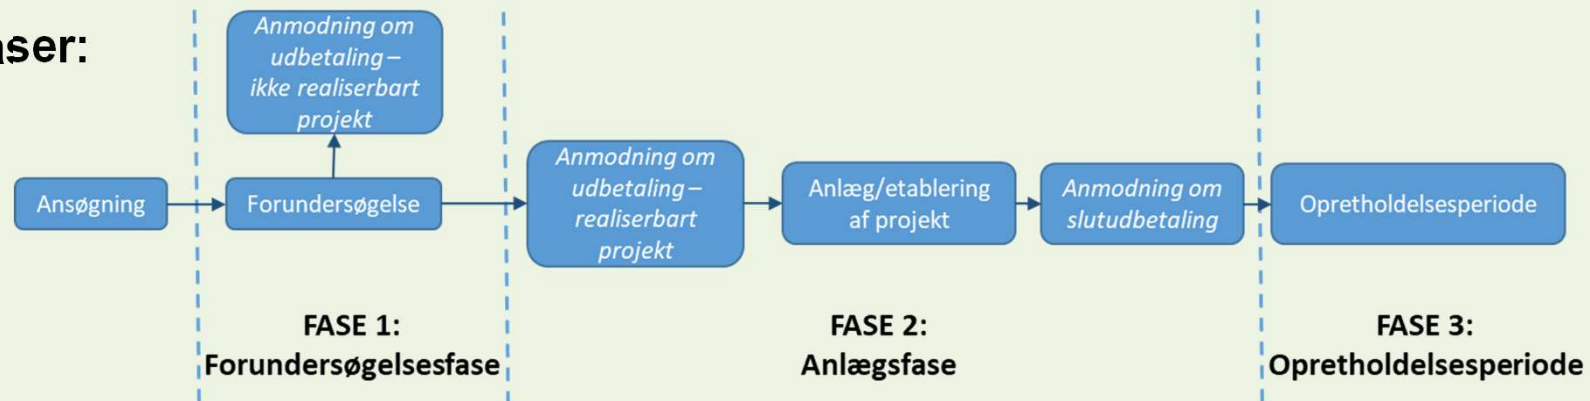 aser:
Anmodning om
udbetaling –
ikke realiserbart
projekt
Ansøgning
Forundersøgelse
Anmodning om
udbetaling –
realiserbart
projekt
Anlæg/etablering
af projekt
Anmodning om
slutudbetaling
Opretholdelsesperiode
FASE 1:
Forundersøgelsesfase
FASE 2:
Anlægsfase
FASE 3:
Opretholdelsesperiode